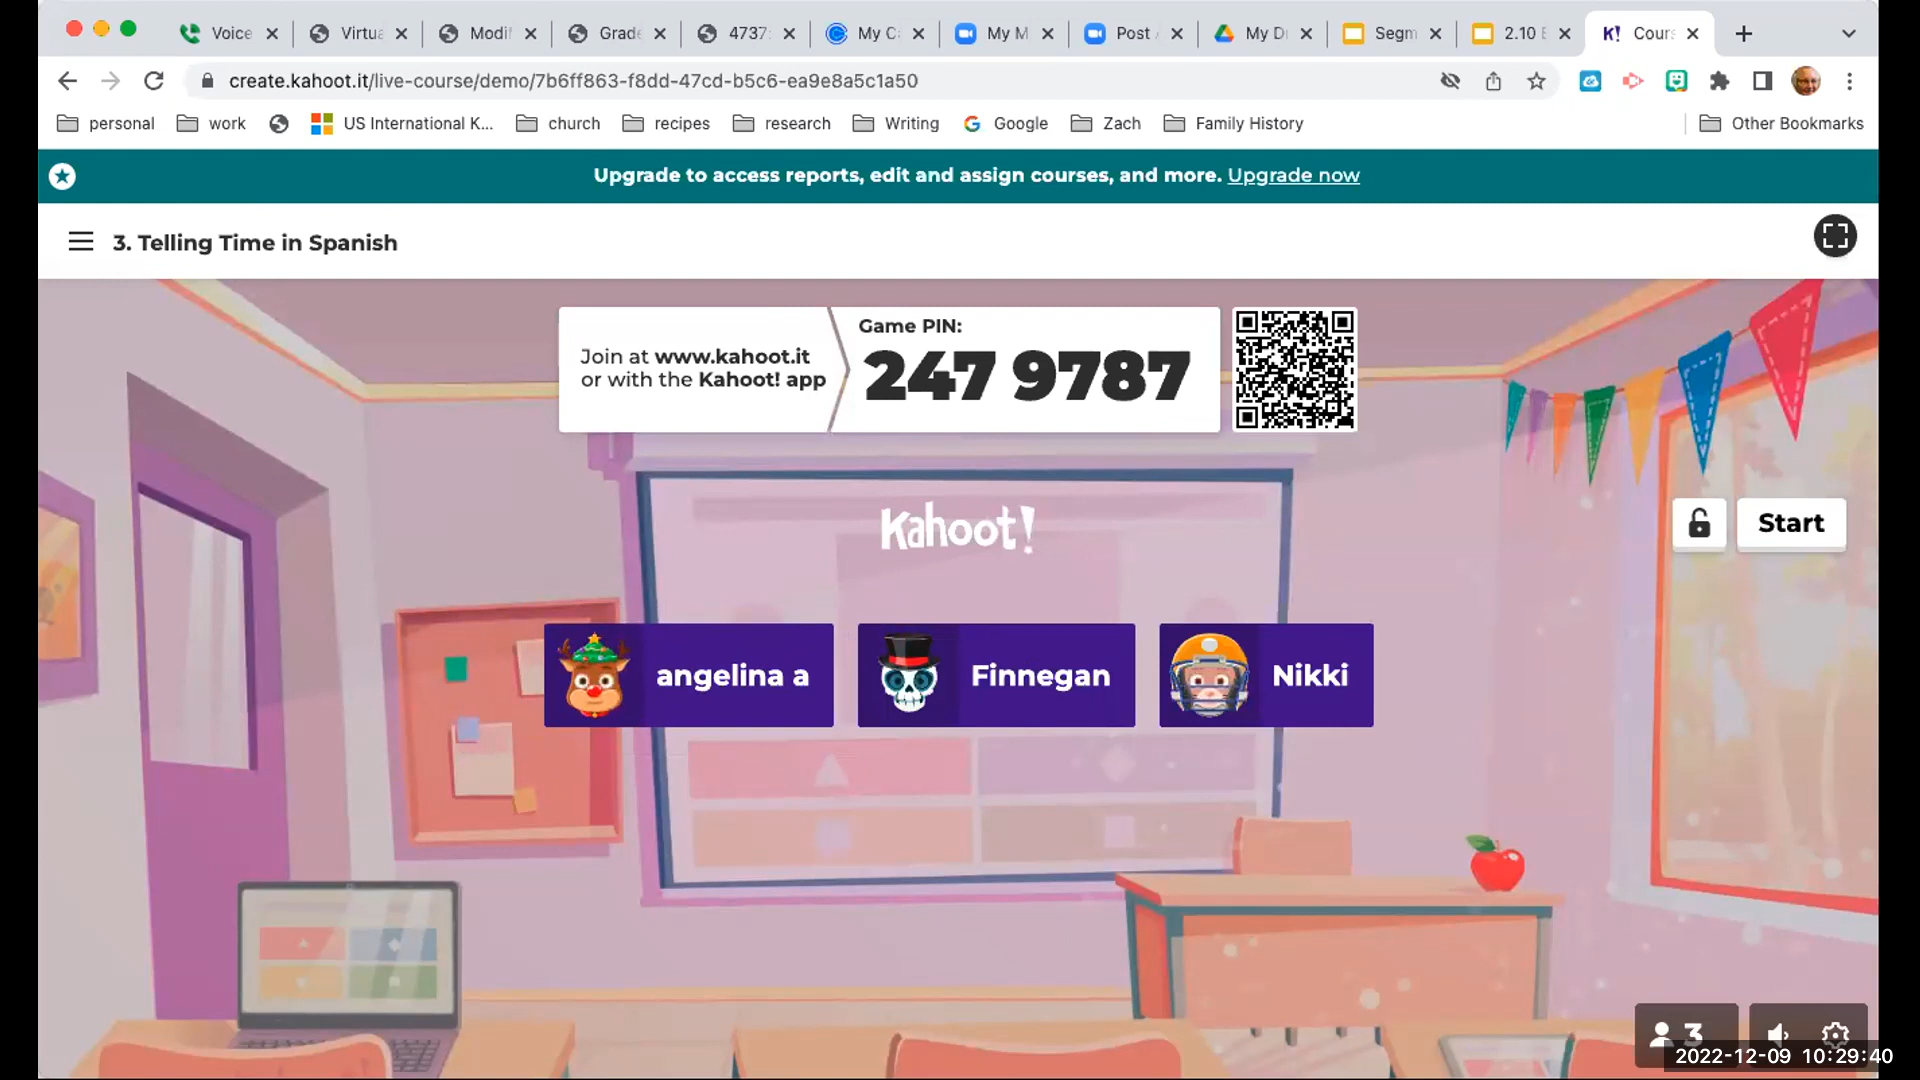 Voice
Virtua
Modif
Grade
4737
My C
My M
Post
My D
Segm
2.10 E
K! Cours
create.kahoot.it/live-course/demo/7b6ff863-f8dd-47cd-b5c6-ea9e8a5c1a50
personal work US International K... church recipes research Writing Google Zach Family History Other Bookmarks
Upgrade to access reports, edit and assign courses, and more. Upgrade now
3. Telling Time in Spanish
Join at www.kahoot.it
or with the Kahoot! app
Game PIN:
247 9787
Kahoot!
Start
angelina a
Finnegan
Nikki
3
2022-12-09 10:29:40